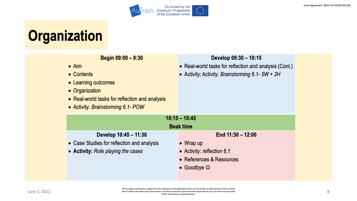 Grant Agreement: 2019-1-HR-KA203-061018
AduTrain
Co-funded by the
Erasmus+ Programme
of the European Union
Organization
Begin 09:00 – 9:30
• Aim
• Contents
• Learning outcomes
• Organization
• Real-world tasks for reflection and analysis
• Activity: Brainstorming 6.1- POW
Develop 09:30 – 10:15
• Real-world tasks for reflection and analysis (Cont.)
• Activity: Activity: Brainstorming 6.1- 5W + 2H
10:15 – 10:45
Beak time
Develop 10:45 – 11:30
• Case Studies for reflection and analysis
• Activity: Role playing the cases
End 11:30 – 12:00
• Wrap up
• Activity: reflection 6.1
• References & Resources
• Goodbye ☺
June 3, 2021
The European Commission support for the production of this publication does not constitute an endorsement of the contents
which reflects the views only of the authors, and the Commission cannot be held responsible for any use which may be made
of the information contained therein.
8